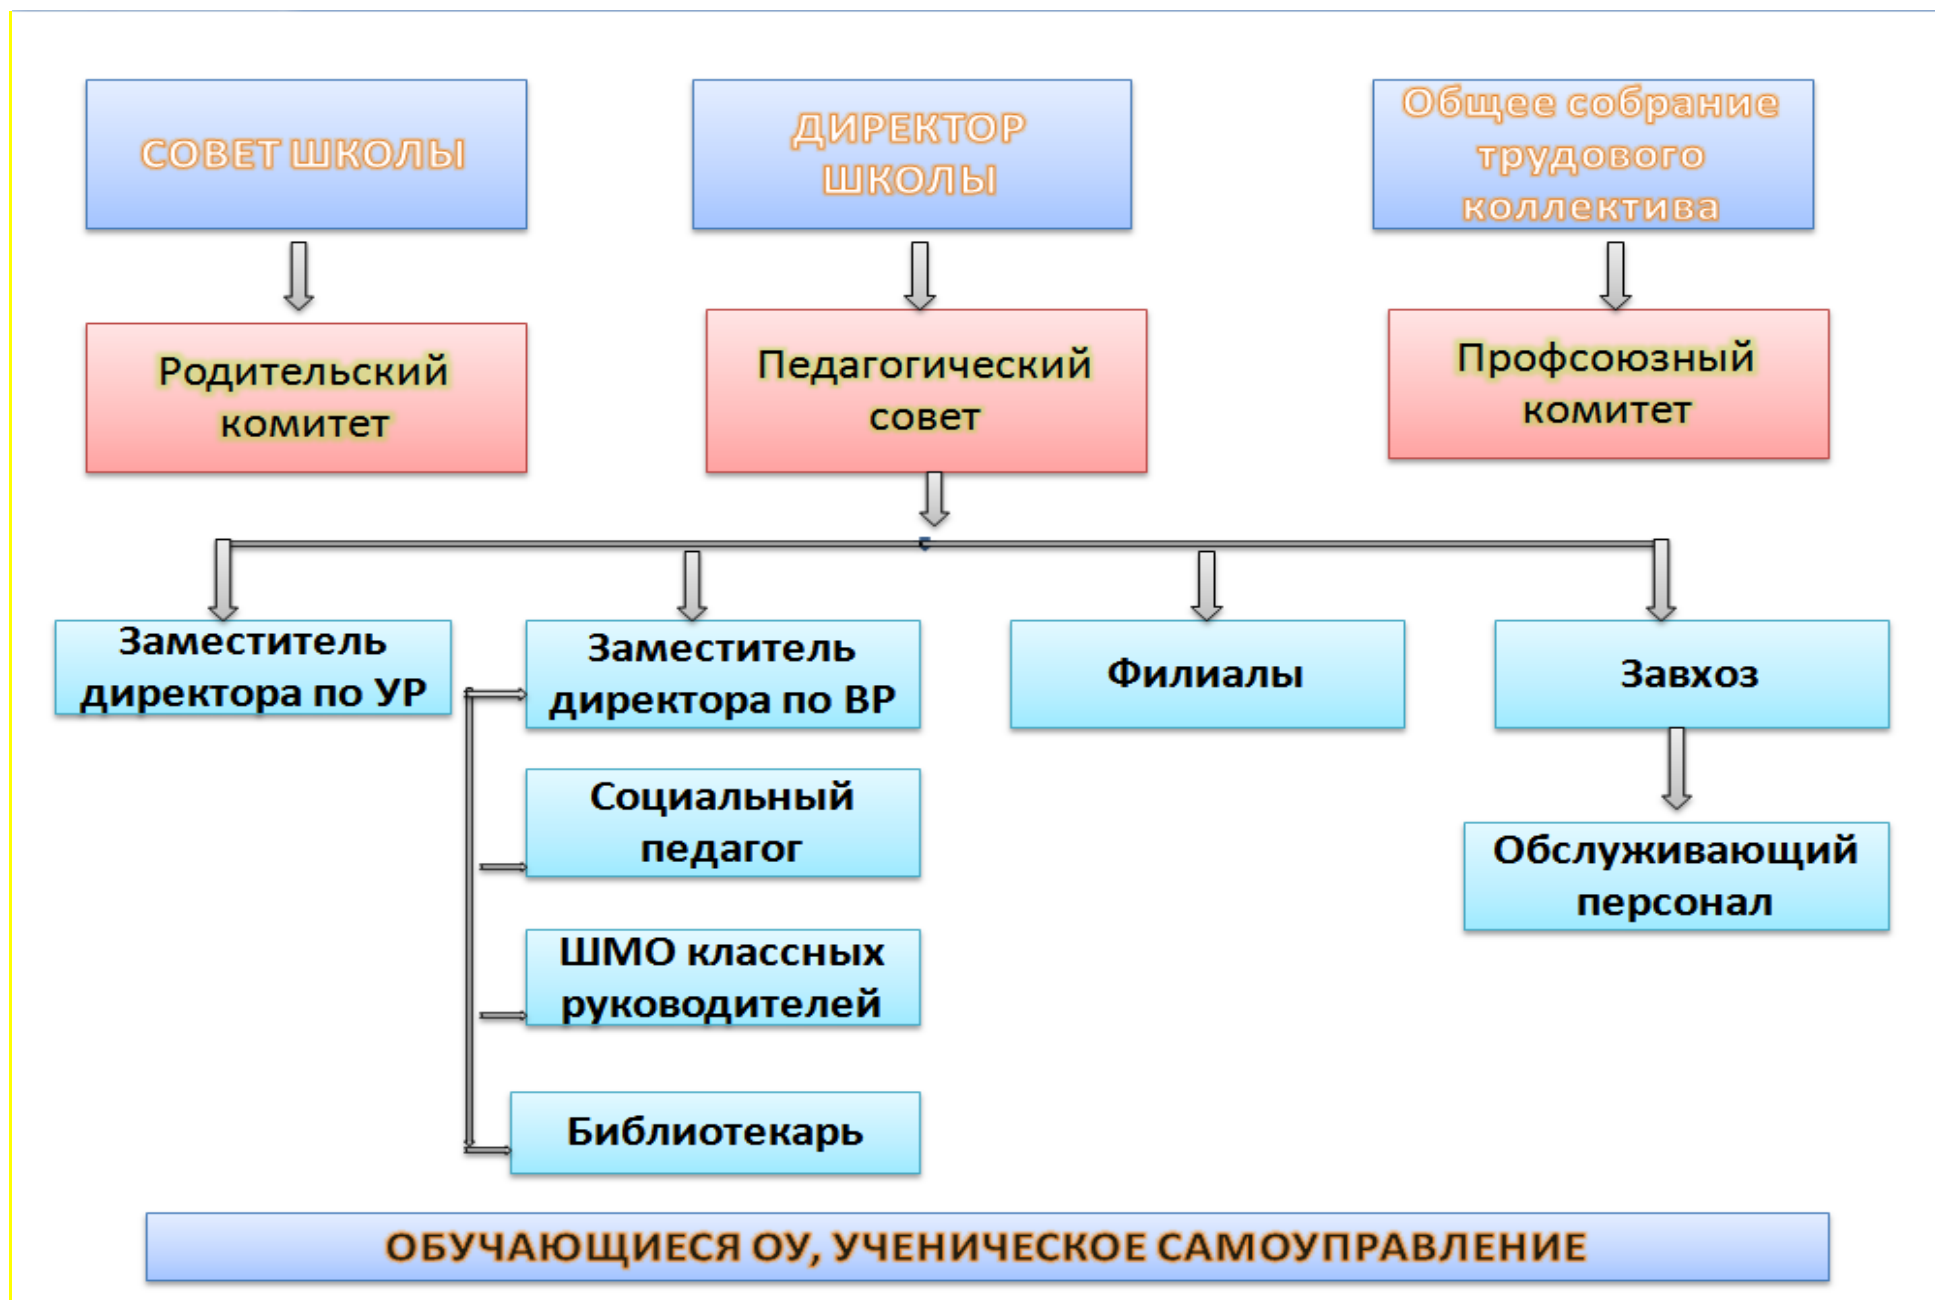 СОВЕТ ШКОЛЫ
ДИРЕКТОР
ШКОЛЫ
Общее собрание
трудового
коллектива
Родительский
комитет
Педагогический
совет
Профсоюзный
комитет
Заместитель
директора по УР
Заместитель
директора по ВР
Филиалы
Завхоз
Социальный
педагог
Обслуживающий
персонал
ШМО классных
руководителей
Библиотекарь
ОБУЧАЮЩИЕСЯ ОУ, УЧЕНИЧЕСКОЕ САМОУПРАВЛЕНИЕ